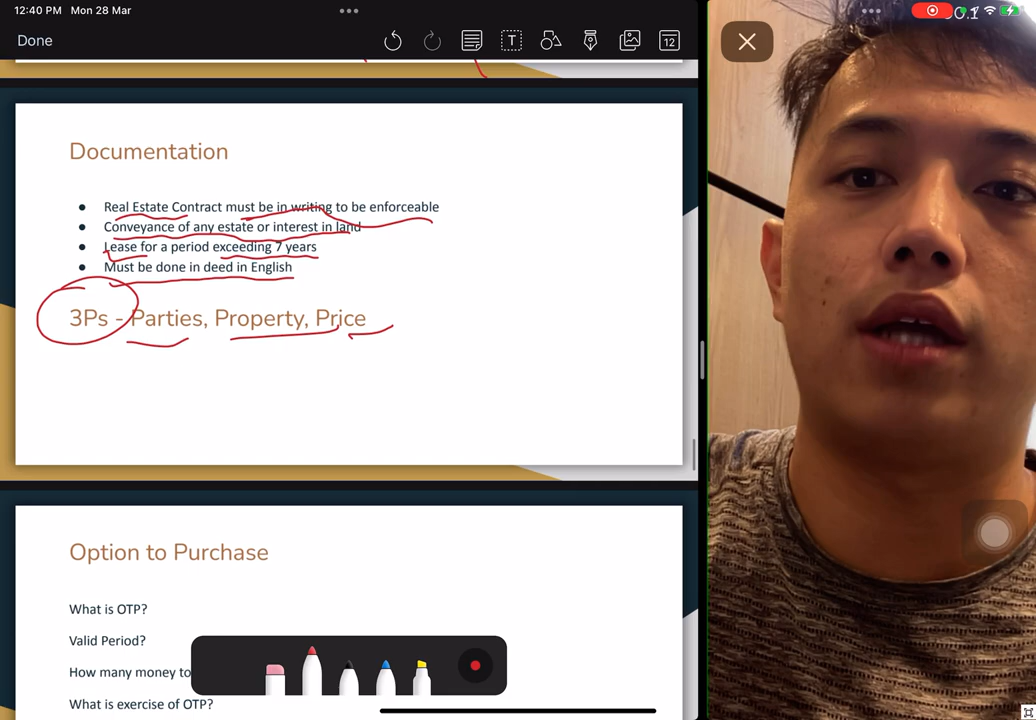 12:40 PM Mon 28 Mar
Done
12
Documentation
Real Estate Contract must be in writing to be enforceable
Conveyance of any estate or interest in land
Lease for a period exceeding 7 years
Must be done in deed in English
3Ps - Parties, Property, Price
Option to Purchase
What is OTP?
Valid Period?
How many money to
What is exercise of OTP?